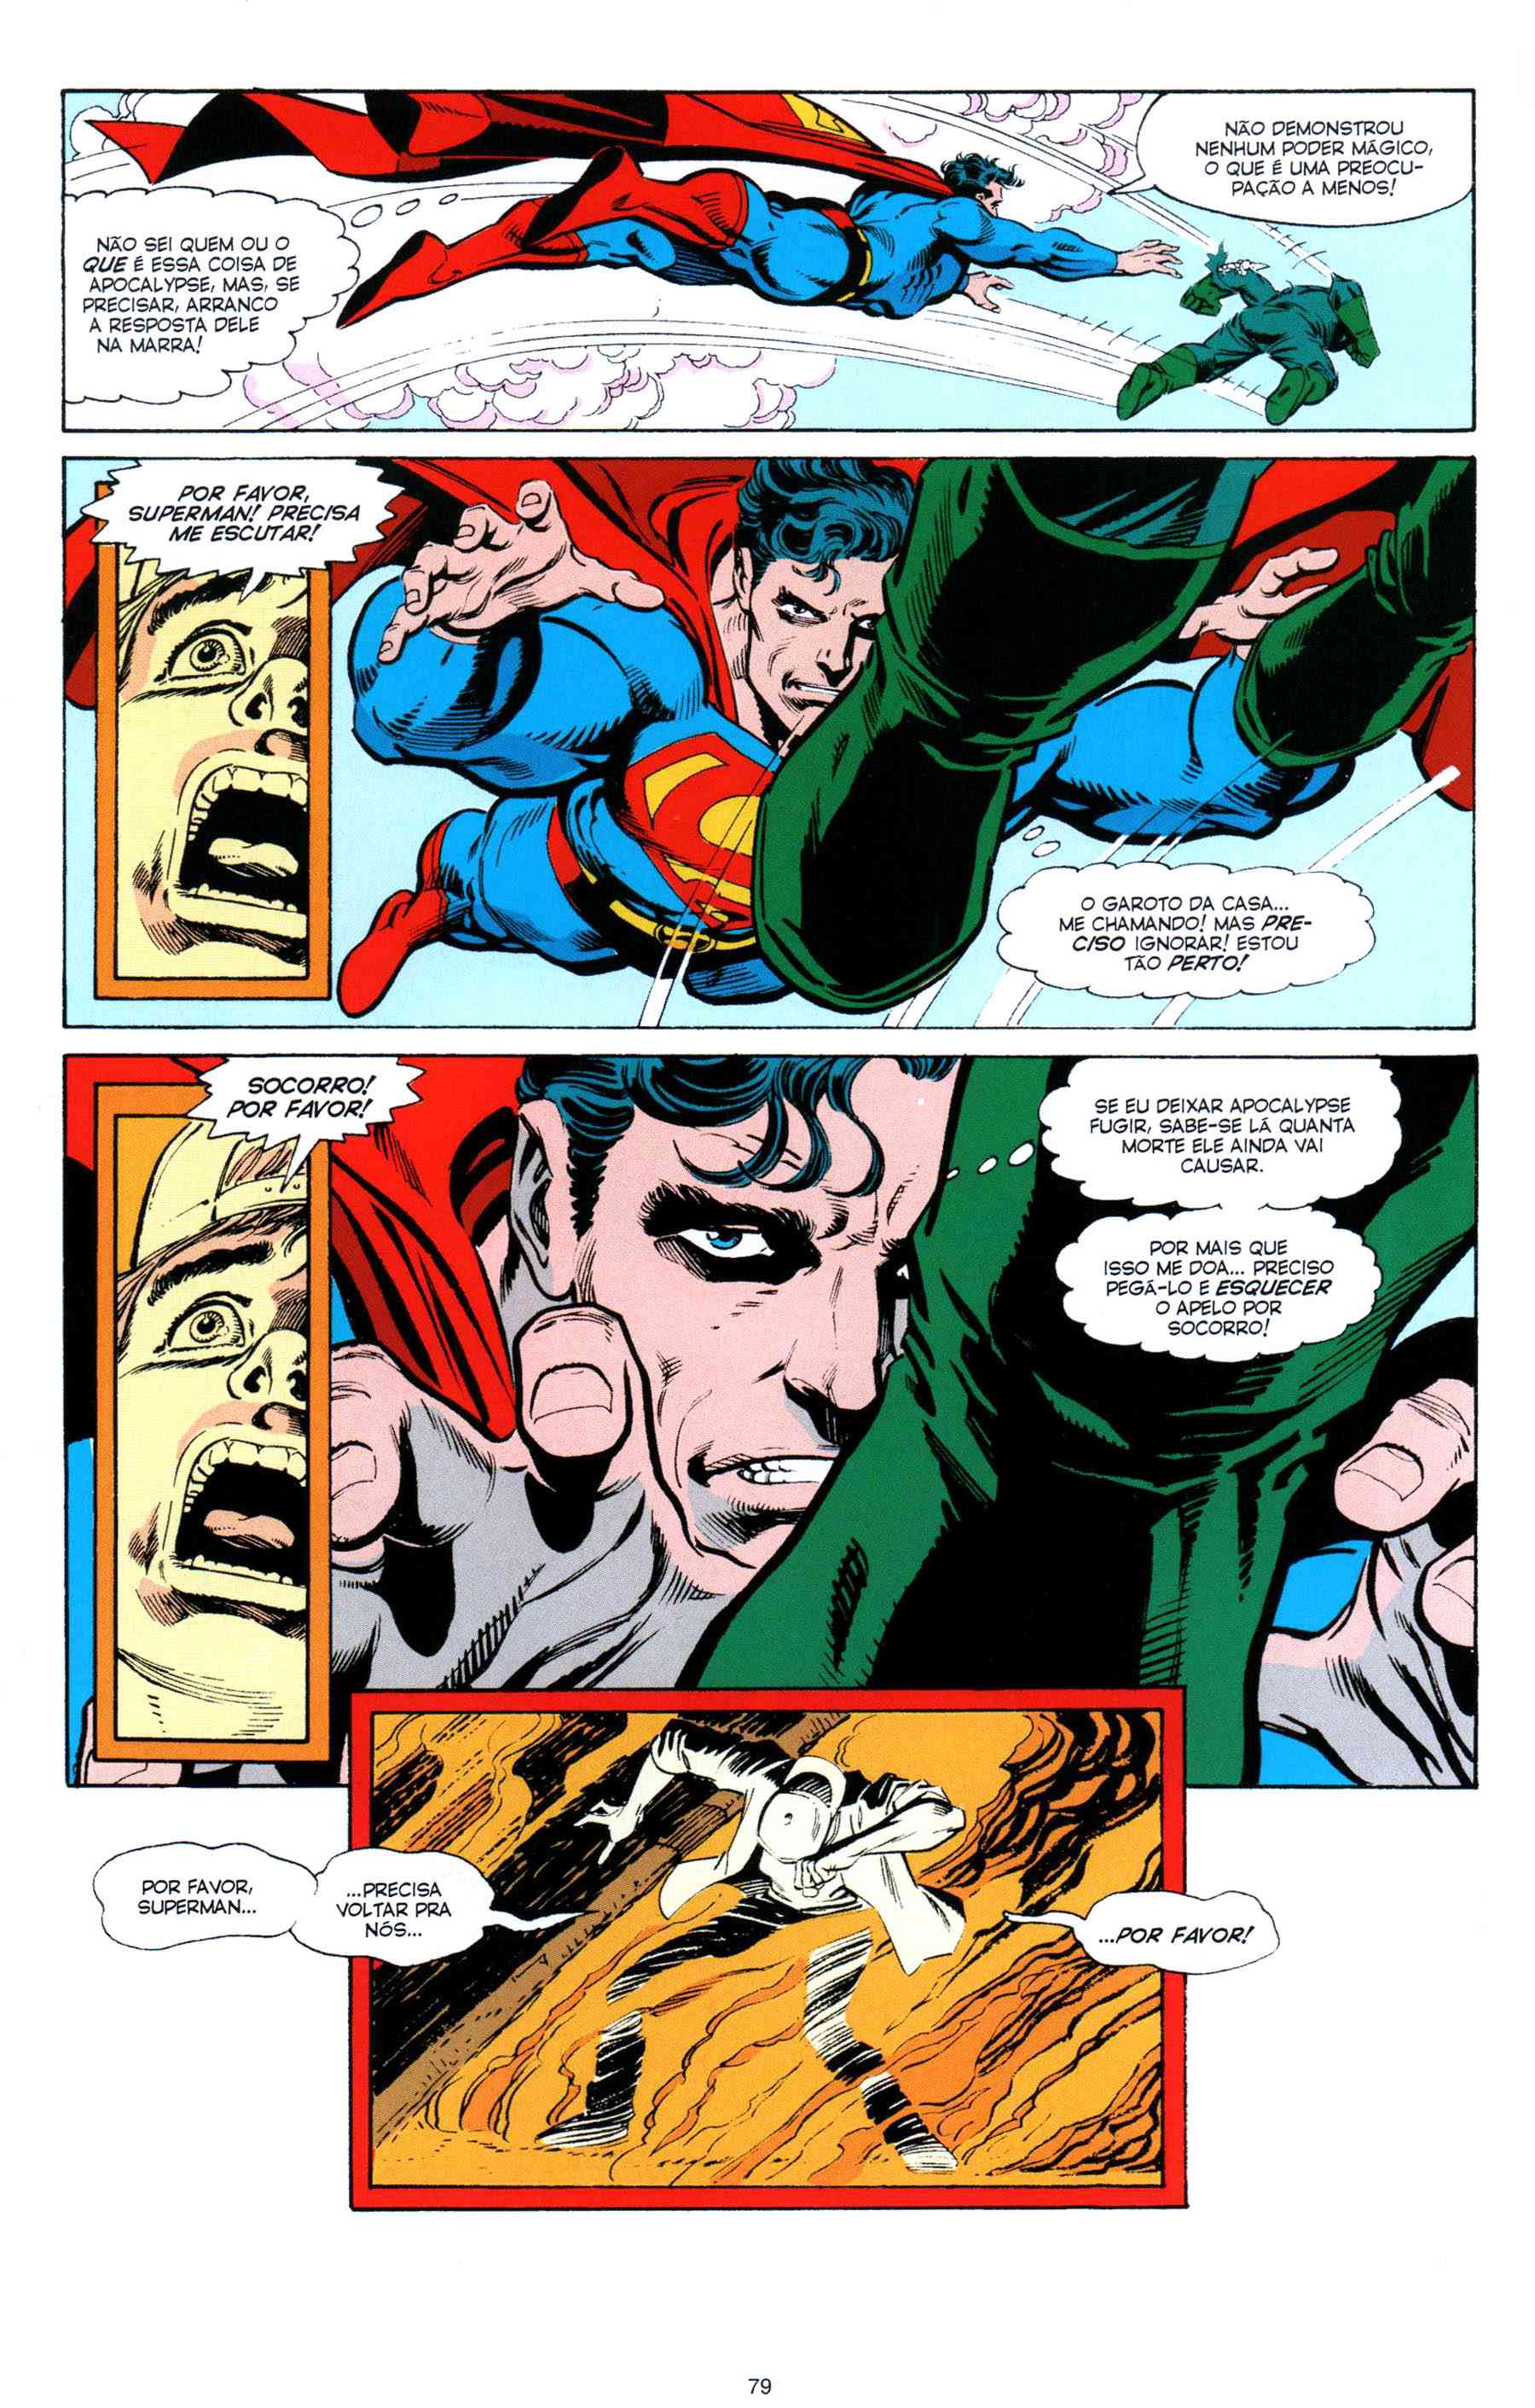 NÃO SEI QUEM OU O
QUE É ESSA COISA DE
APOCALYPSE, MAS, SE
PRECISAR, ARRANCO
A RESPOSTA DELE
NA MARRA!
NÃO DEMONSTROU
NENHUM PODER MÁGICO,
O QUE É UMA PREOCU-
PAÇÃO A MENOS!
POR FAVOR,
SUPERMAN! PRECISA
ME ESCUTAR!
O GAROTO DA CASA...
ME CHAMANDO! MAS PRE-
CISO IGNORAR! ESTOU
TÃO PERTO!
SOCORRO!
POR FAVOR!
SE EU DEIXAR APOCALYPSE
FUGIR, SABE-SE LÁ QUANTA
MORTE ELE AINDA VAI
CAUSAR.
POR MAIS QUE
ISSO ME DOA... PRECISO
PEGÁ-LO E ESQUECER
O APELO POR
SOCORRO!
POR FAVOR,
SUPERMAN...
...PRECISA
VOLTAR PRA
NÓS...
...POR FAVOR!
79